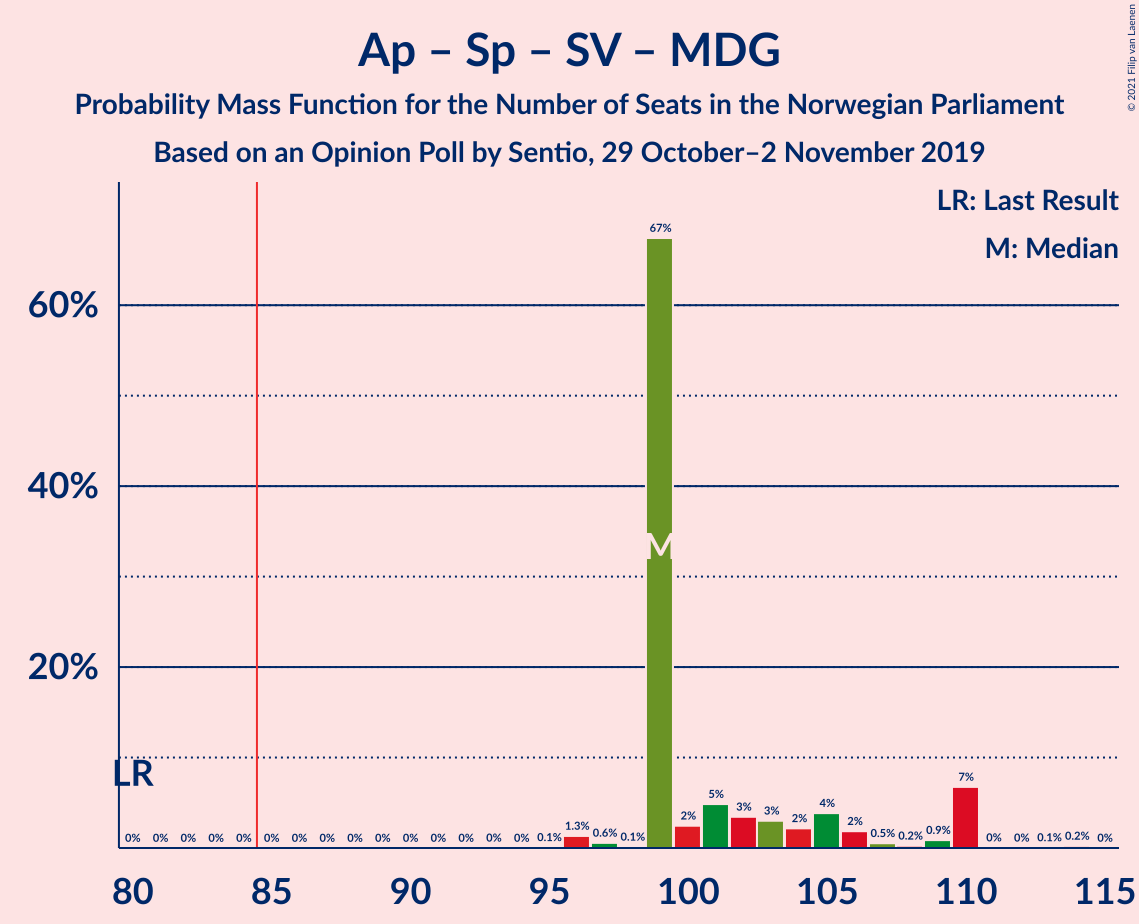 Ap – Sp – SV – MDG
Probability Mass Function for the Number of Seats in the Norwegian Parliament
Based on an Opinion Poll by Sentio, 29 October–2 November 2019
© 2021 Filip van Laenen
LR: Last Result
M: Median
67%
60%
40%
M
20%
LR
0% 0% 0% 0% 0% 0% 0% 0% 0% 0% 0% 0% 0% 0% 0% 0.1% 1.3% 0.6% 0.1% 2% 5% 3% 3% 2% 4% 2% 0.5% 0.2% 0.9% 7% 0% 0% 0.1% 0.2% 0%
80 85 90 95 100 105 110 115